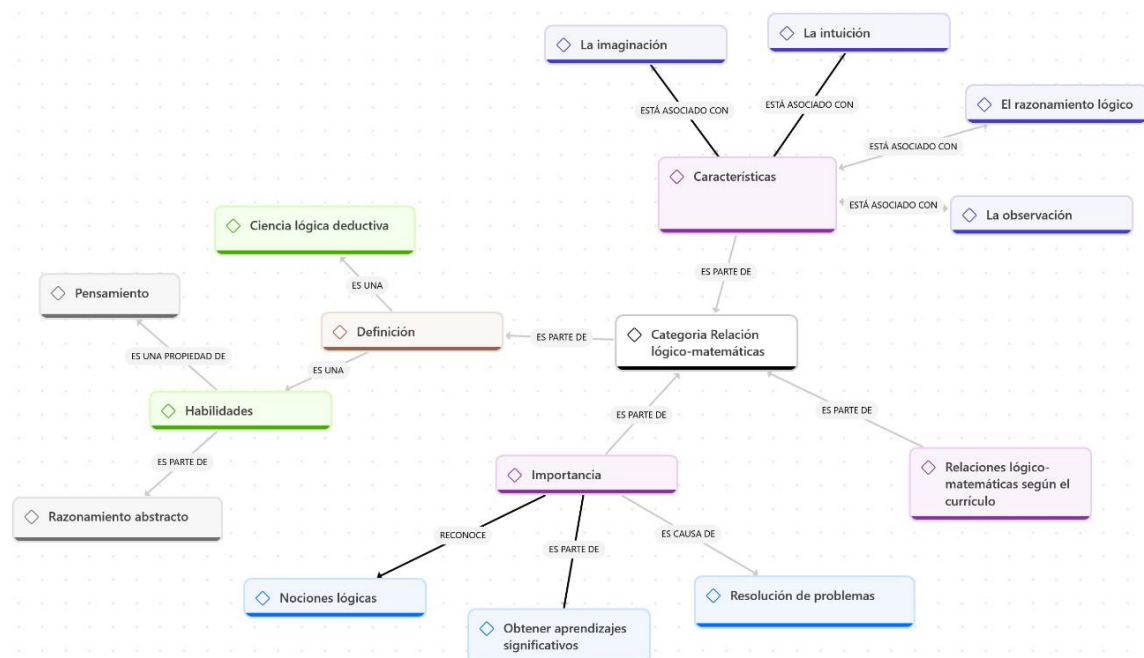 La imaginación
La intuición
ESTÁ ASOCIADO CON
ESTÁ ASOCIADO CON
El razonamiento lógico
ESTÁ ASOCIADO CON
Características
ESTÁ ASOCIADO CON
La observación
Ciencia lógica deductiva
ES PARTE DE
Pensamiento
ES UNA
Definición
ES PARTE DE
Categoria Relación
lógico-matemáticas
ES UNA PROPIEDAD DE
ES UNA
Habilidades
ES PARTE DE
ES PARTE DE
ES PARTE DE
Importancia
Relaciones lógico-
matemáticas según el
currículo
Razonamiento abstracto
RECONOCE
ES PARTE DE
ES CAUSA DE
Nociones lógicas
Resolución de problemas
Obtener aprendizajes
significativos